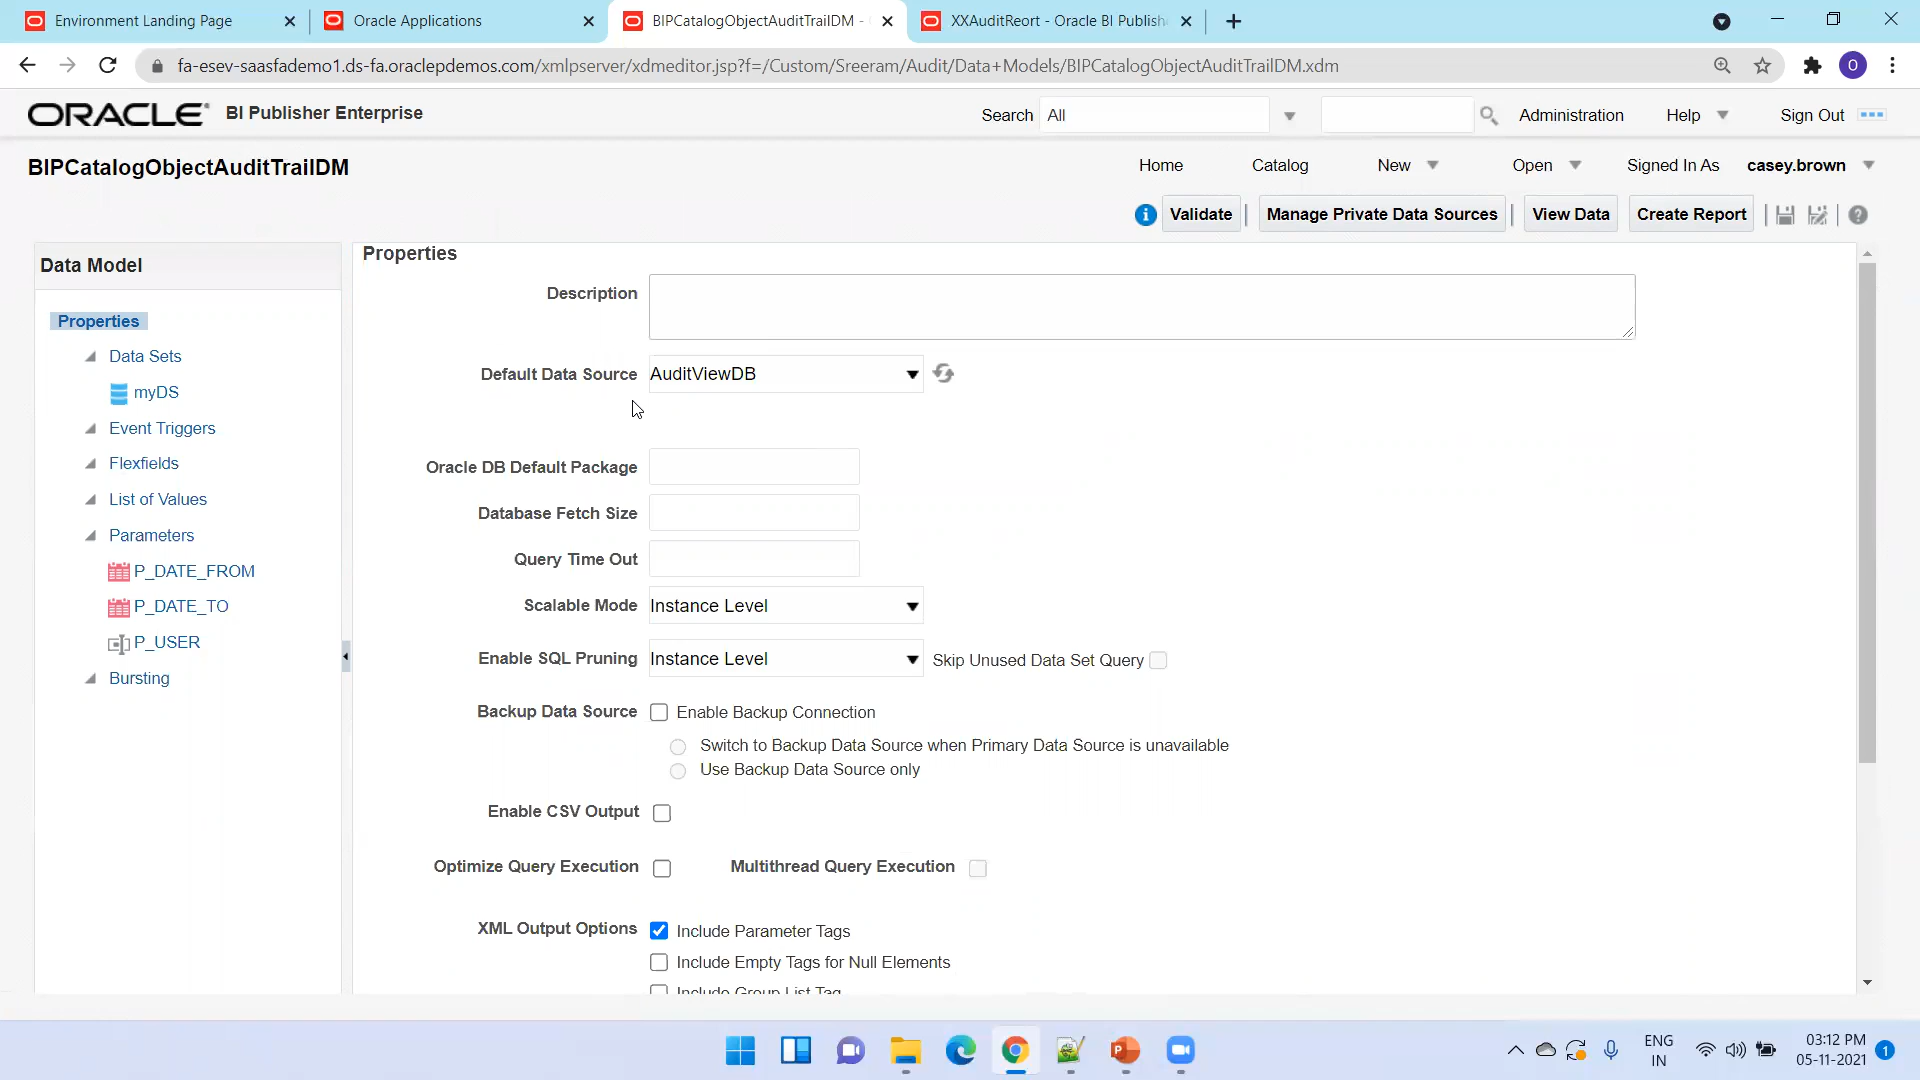 Environment Landing Page
Oracle Applications
BIPCatalogObjectAuditTrailDM -
XXAuditReort - Oracle BI Publish
fa-esev-saasfademo1.ds-fa.oraclepdemos.com/xmlpserver/xdmeditor.jsp?f=/Custom/Sreeram/Audit/Data+Models/BIPCatalogObjectAuditTrailDM.xdm
O
ORACLE BI Publisher Enterprise
Search All
Administration
Help
Sign Out
BIPCatalogObjectAuditTrailDM
Home
Catalog
New
Open
Signed In As casey.brown
Validate
Manage Private Data Sources
View Data
Create Report
Data Model
Properties
Data Sets
myDS
Event Triggers
Flexfields
List of Values
Parameters
P_DATE_FROM
P_DATE_TO
P_USER
Bursting
Properties
Description
Default Data Source AuditViewDB
Oracle DB Default Package
Database Fetch Size
Query Time Out
Scalable Mode Instance Level
Enable SQL Pruning Instance Level Skip Unused Data Set Query
Backup Data Source Enable Backup Connection
Switch to Backup Data Source when Primary Data Source is unavailable
Use Backup Data Source only
Enable CSV Output
Optimize Query Execution Multithread Query Execution
XML Output Options Include Parameter Tags
Include Empty Tags for Null Elements
Include Group List Tag
ENG
IN
03:12 PM
05-11-2021
1